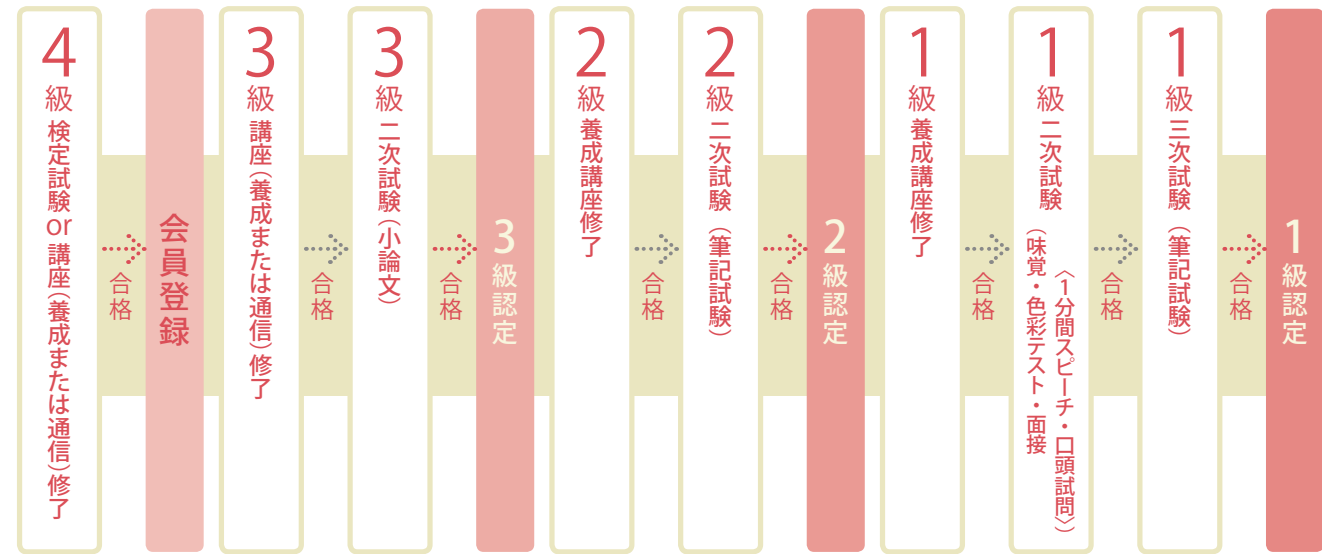 4級 検定試験or講座(養成または通信)修了
合格
会員登録
3級 講座(養成または通信)修了
合格
3級 二次試験(小論文)
合格
3級認定
2級 養成講座修了
合格
2級 二次試験(筆記試験)
合格
2級認定
1級 養成講座修了
合格
1級 二次試験
(味覚・色彩テスト・面接
〈1分間スピーチ・口頭試問〉)
合格
1級 三次試験(筆記試験)
合格
1級認定